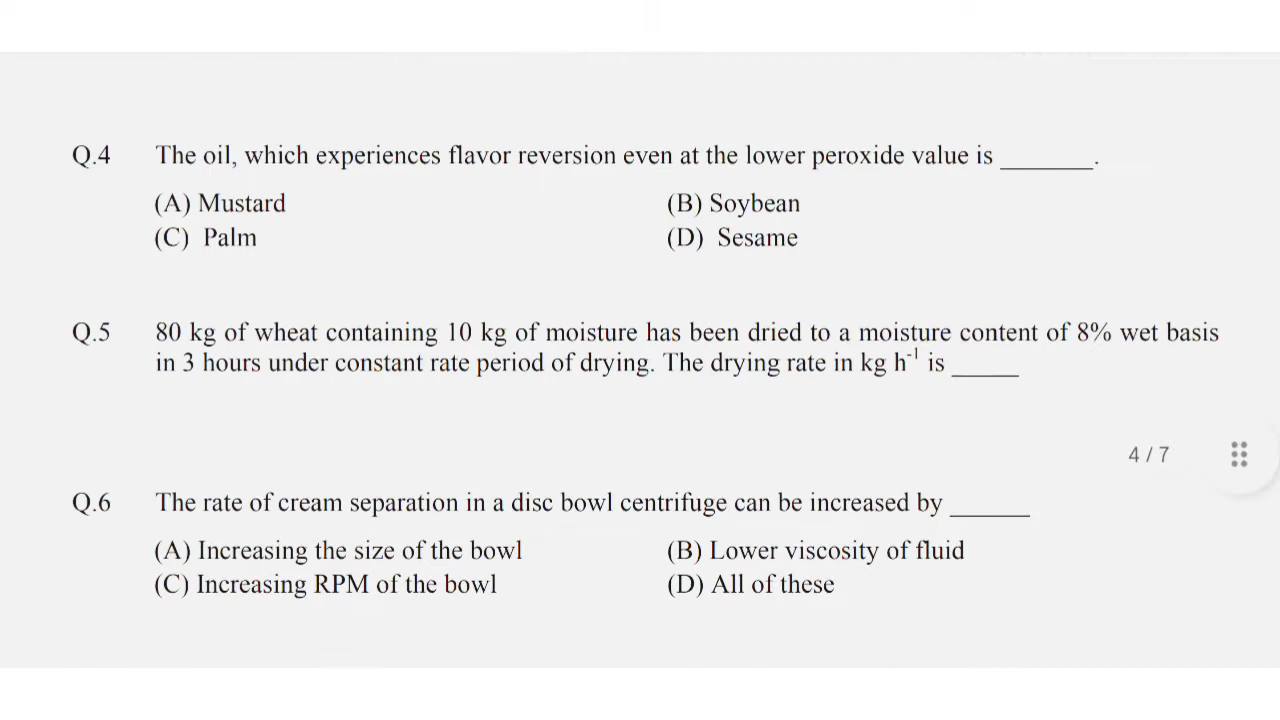 Q.4 The oil, which experiences flavor reversion even at the lower peroxide value is _______.
(A) Mustard (B) Soybean
(C) Palm (D) Sesame
Q.5 80 kg of wheat containing 10 kg of moisture has been dried to a moisture content of 8% wet basis
in 3 hours under constant rate period of drying. The drying rate in kg h⁻¹ is _____
4 / 7
Q.6 The rate of cream separation in a disc bowl centrifuge can be increased by ______
(A) Increasing the size of the bowl (B) Lower viscosity of fluid
(C) Increasing RPM of the bowl (D) All of these